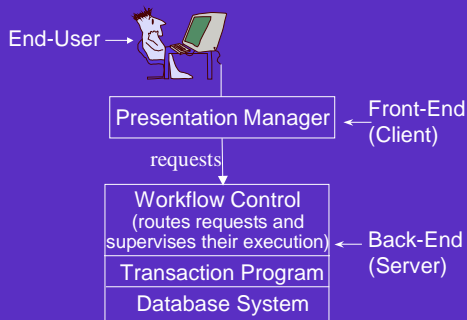 End-User
Presentation Manager
Front-End
(Client)
requests
Workflow Control
(routes requests and
supervises their execution)
Back-End
(Server)
Transaction Program
Database System